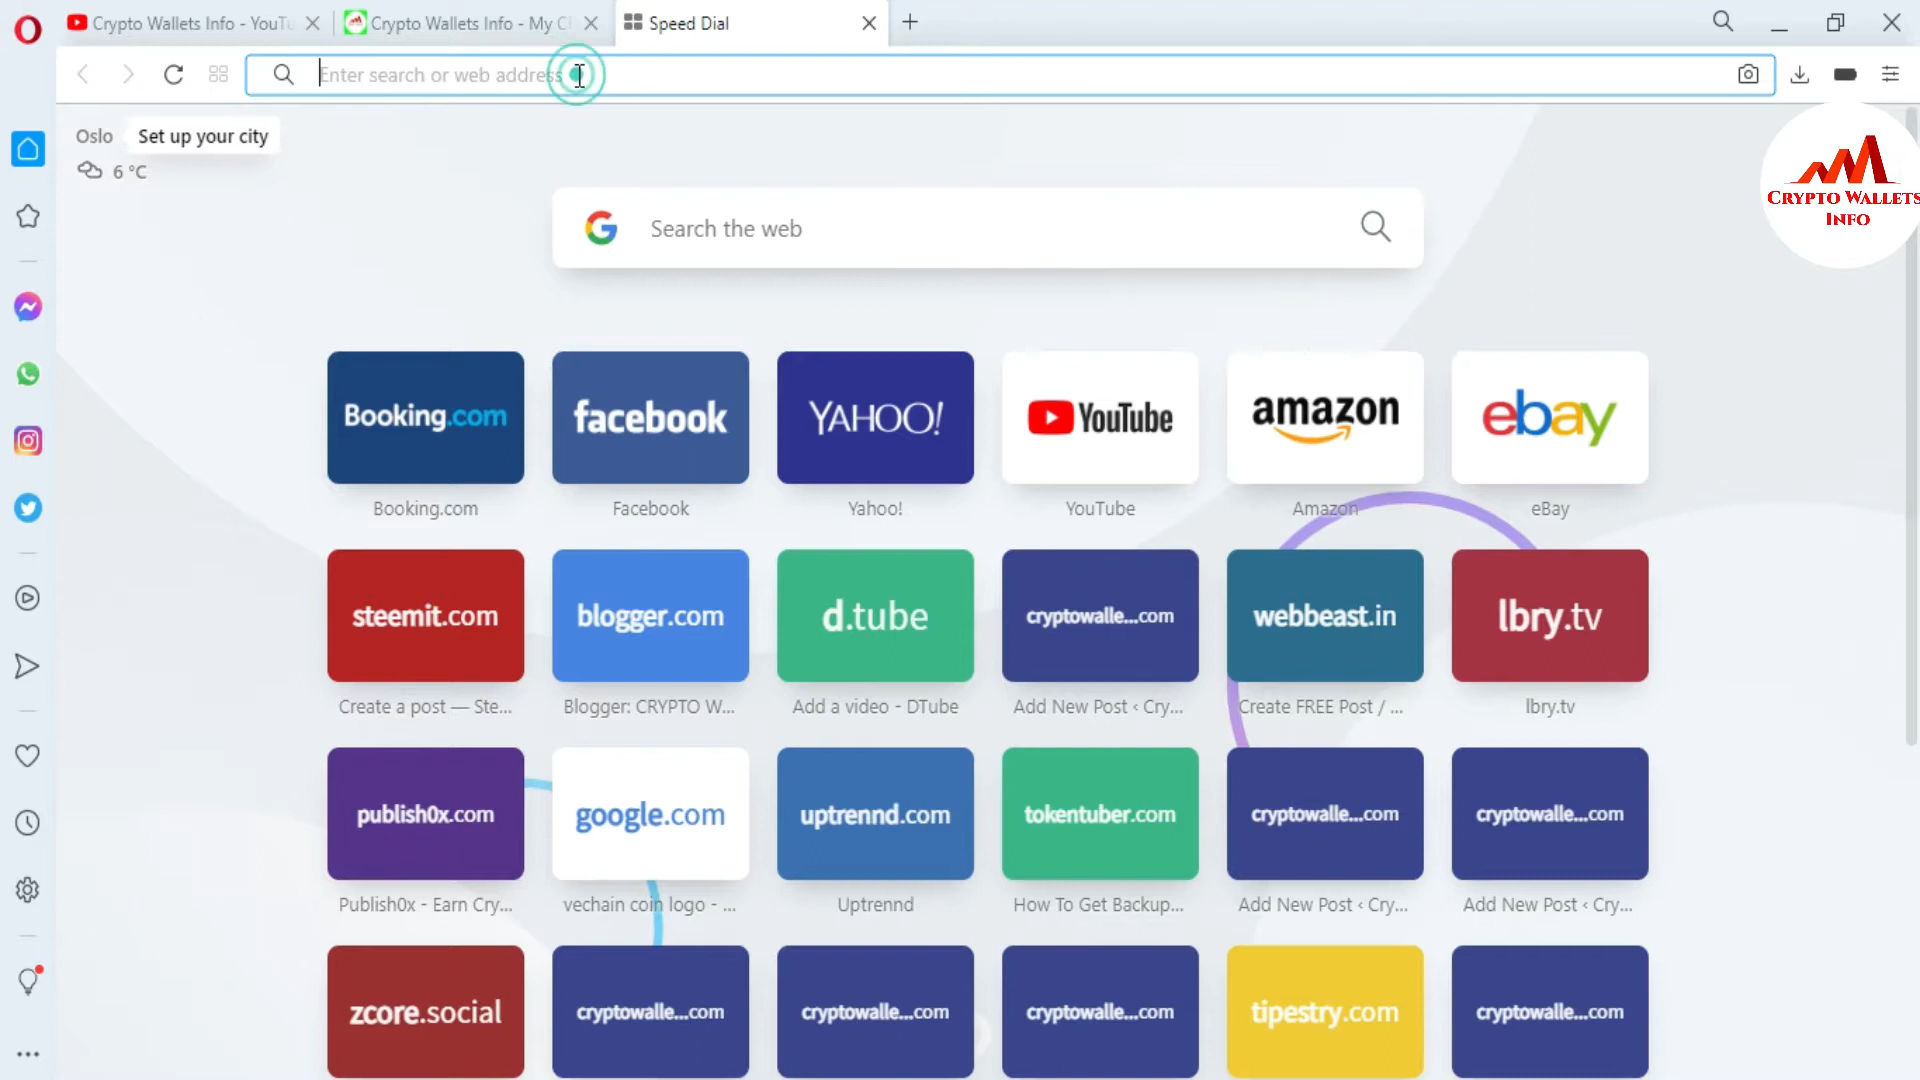 Crypto Wallets Info - YouTu
Crypto Wallets Info - My C
Speed Dial
Enter search or web address
Oslo
Set up your city
6 °C
CRYPTO WALLETS
INFO
Search the web
Booking.com
facebook
YAHOO!
YouTube
amazon
ebay
Booking.com
Facebook
Yahoo!
YouTube
Amazon
eBay
steemit.com
blogger.com
d.tube
cryptowalle...com
webbeast.in
lbry.tv
Create a post — Ste...
Blogger: CRYPTO W...
Add a video - DTube
Add New Post ‹ Cry...
Create FREE Post / ...
lbry.tv
publish0x.com
google.com
uptrennd.com
tokentuber.com
cryptowalle...com
cryptowalle...com
Publish0x - Earn Cry...
vechain coin logo - ...
Uptrennd
How To Get Backup...
Add New Post ‹ Cry...
Add New Post ‹ Cry...
zcore.social
cryptowalle...com
cryptowalle...com
cryptowalle...com
tipestry.com
cryptowalle...com